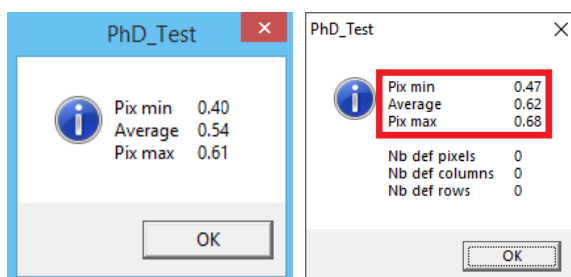 PhD_Test
Pix min 0.40
Average 0.54
Pix max 0.61
OK
PhD_Test
Pix min 0.47
Average 0.62
Pix max 0.68
Nb def pixels 0
Nb def columns 0
Nb def rows 0
OK